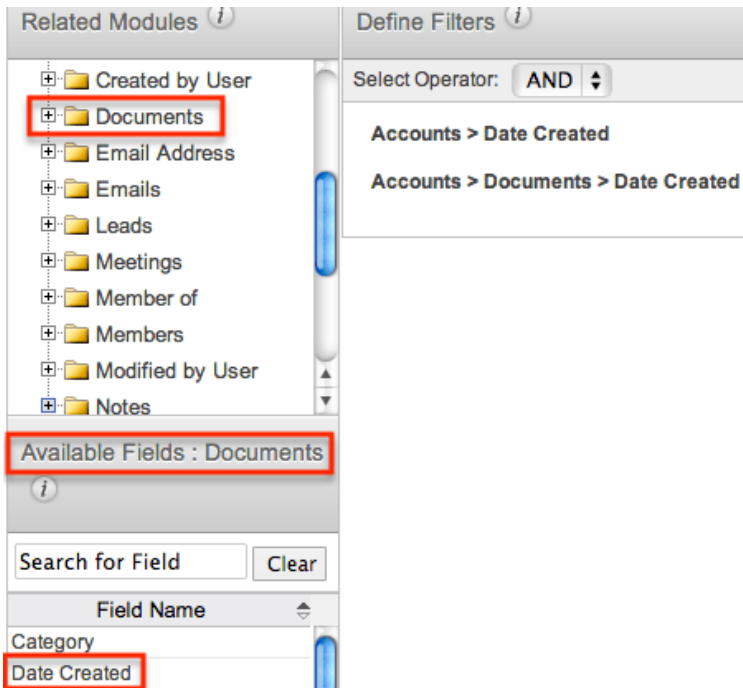 Related Modules i
Created by User
Documents
Email Address
Emails
Leads
Meetings
Member of
Members
Modified by User
Notes
Available Fields : Documents
i
Search for Field
Clear
Field Name
Category
Date Created
Define Filters i
Select Operator: AND
Accounts > Date Created
Accounts > Documents > Date Created